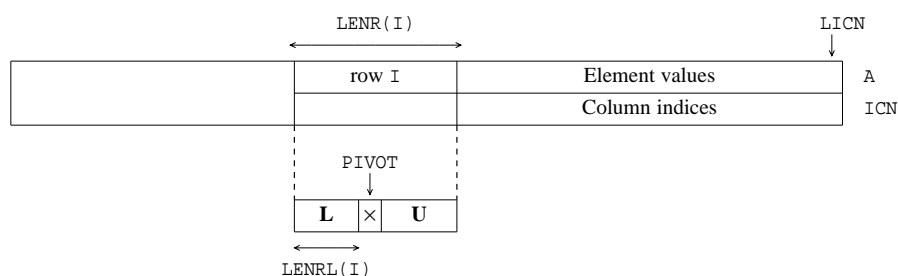 LENR(I)
LICN
row I
Element values
A
Column indices
ICN
PIVOT
L
×
U
LENRL(I)